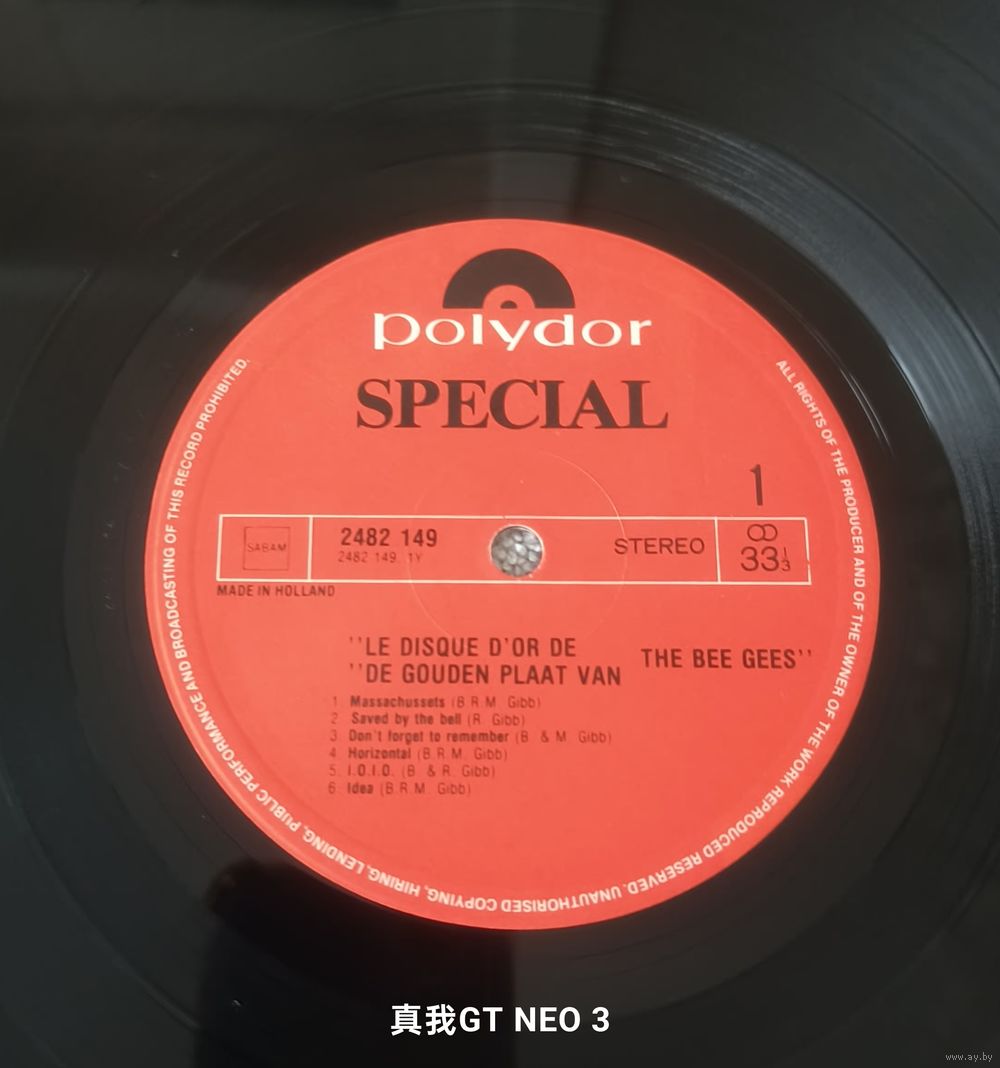 polydor
SPECIAL
1
SABAM
2482 149
2482 149. 1Y
STEREO
33 1/3
MADE IN HOLLAND
''LE DISQUE D'OR DE
''DE GOUDEN PLAAT VAN
THE BEE GEES''
1. Massachussets (B.R.M. Gibb)
2. Saved by the bell (R. Gibb)
3. Don't forget to remember (B. & M. Gibb)
4. Horizontal (B.R.M. Gibb)
5. I.O.I.O. (B. & R. Gibb)
6. Idea (B.R.M. Gibb)
ALL RIGHTS OF THE PRODUCER AND OF THE OWNER OF THE WORK REPRODUCED RESERVED. UNAUTHORISED COPYING, HIRING, LENDING, PUBLIC PERFORMANCE AND BROADCASTING OF THIS RECORD PROHIBITED.
真我GT NEO 3
www.ay.by